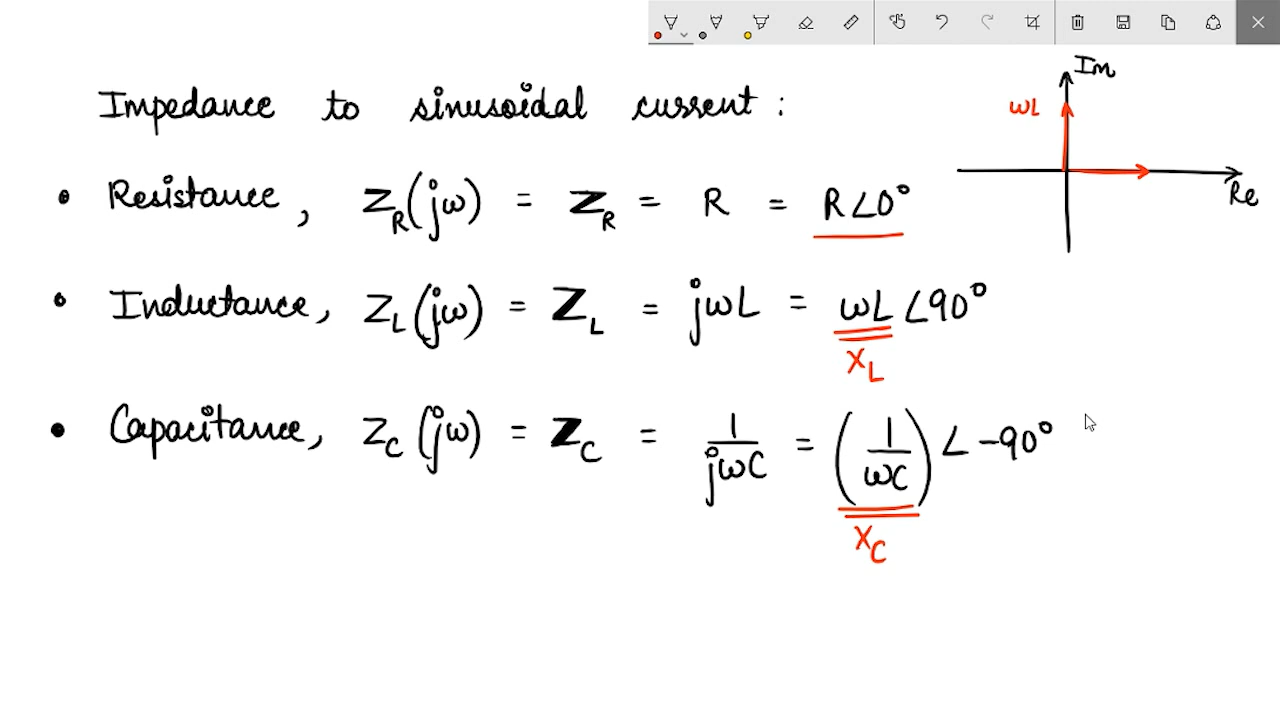 Im
ωL
Re
Impedance to sinusoidal current :
• Resistance, Z_R(jω) = Z_R = R = R∠0°
• Inductance, Z_L(jω) = Z_L = jωL = ωL∠90°
X_L
• Capacitance, Z_C(jω) = Z_C = 1/jωC = (1/ωC)∠-90°
X_C